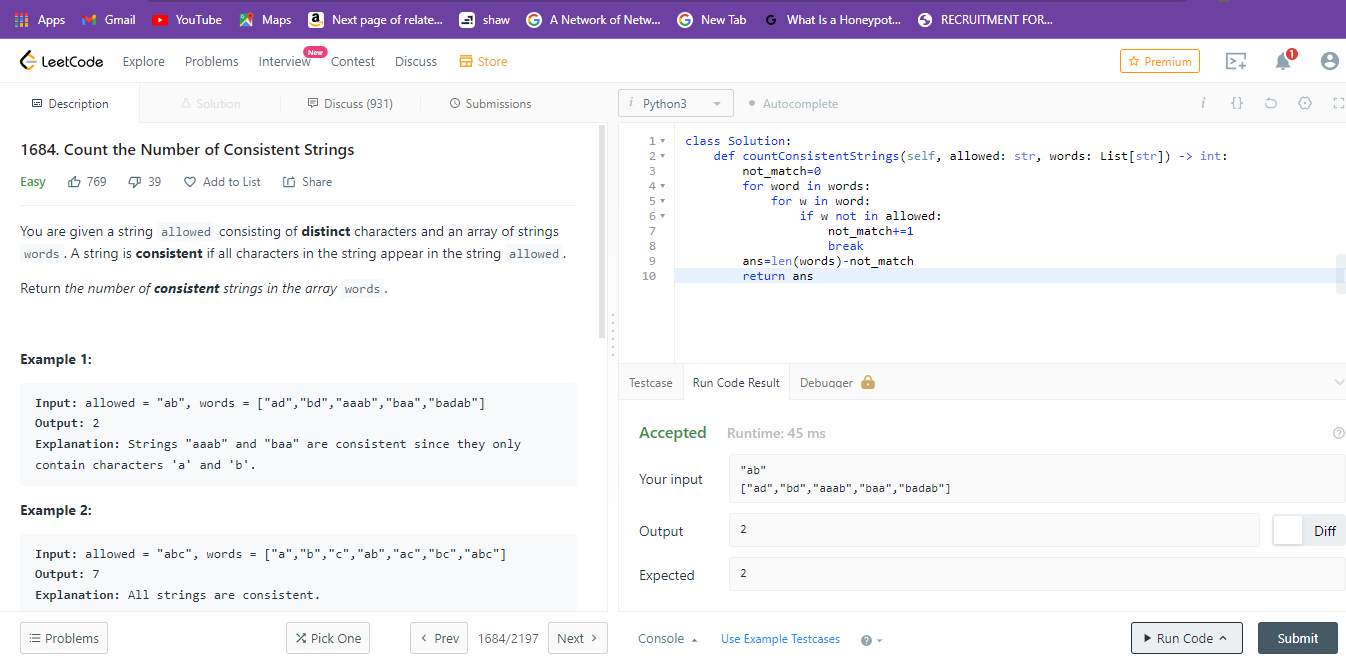 Apps Gmail YouTube Maps Next page of relate... shaw A Network of Netw... New Tab What Is a Honeypot... RECRUITMENT FOR...
LeetCode Explore Problems Interview New Contest Discuss Store Premium 1
Description Solution Discuss (931) Submissions
i Python3 Autocomplete i {}
1684. Count the Number of Consistent Strings
Easy 769 39 Add to List Share
You are given a string allowed consisting of distinct characters and an array of strings
words. A string is consistent if all characters in the string appear in the string allowed.
Return the number of consistent strings in the array words.
Example 1:
Input: allowed = "ab", words = ["ad","bd","aaab","baa","badab"]
Output: 2
Explanation: Strings "aaab" and "baa" are consistent since they only
contain characters 'a' and 'b'.
Example 2:
Input: allowed = "abc", words = ["a","b","c","ab","ac","bc","abc"]
Output: 7
Explanation: All strings are consistent.
Problems Pick One Prev 1684/2197 Next
1 class Solution:
2 def countConsistentStrings(self, allowed: str, words: List[str]) -> int:
3 not_match=0
4 for word in words:
5 for w in word:
6 if w not in allowed:
7 not_match+=1
8 break
9 ans=len(words)-not_match
10 return ans
Testcase Run Code Result Debugger
Accepted Runtime: 45 ms
Your input
"ab"
["ad","bd","aaab","baa","badab"]
Output 2 Diff
Expected 2
Console Use Example Testcases Run Code Submit